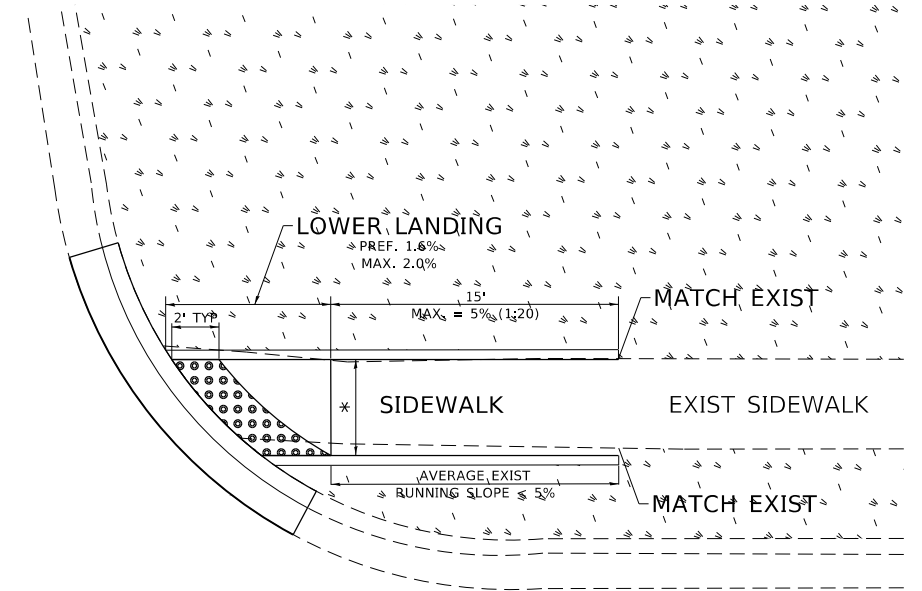 LOWER LANDING
PREF. 1.6%
MAX. 2.0%
15'
MAX. = 5% (1:20)
2' TYP
MATCH EXIST
* SIDEWALK
EXIST SIDEWALK
AVERAGE EXIST
RUNNING SLOPE ≤ 5%
MATCH EXIST